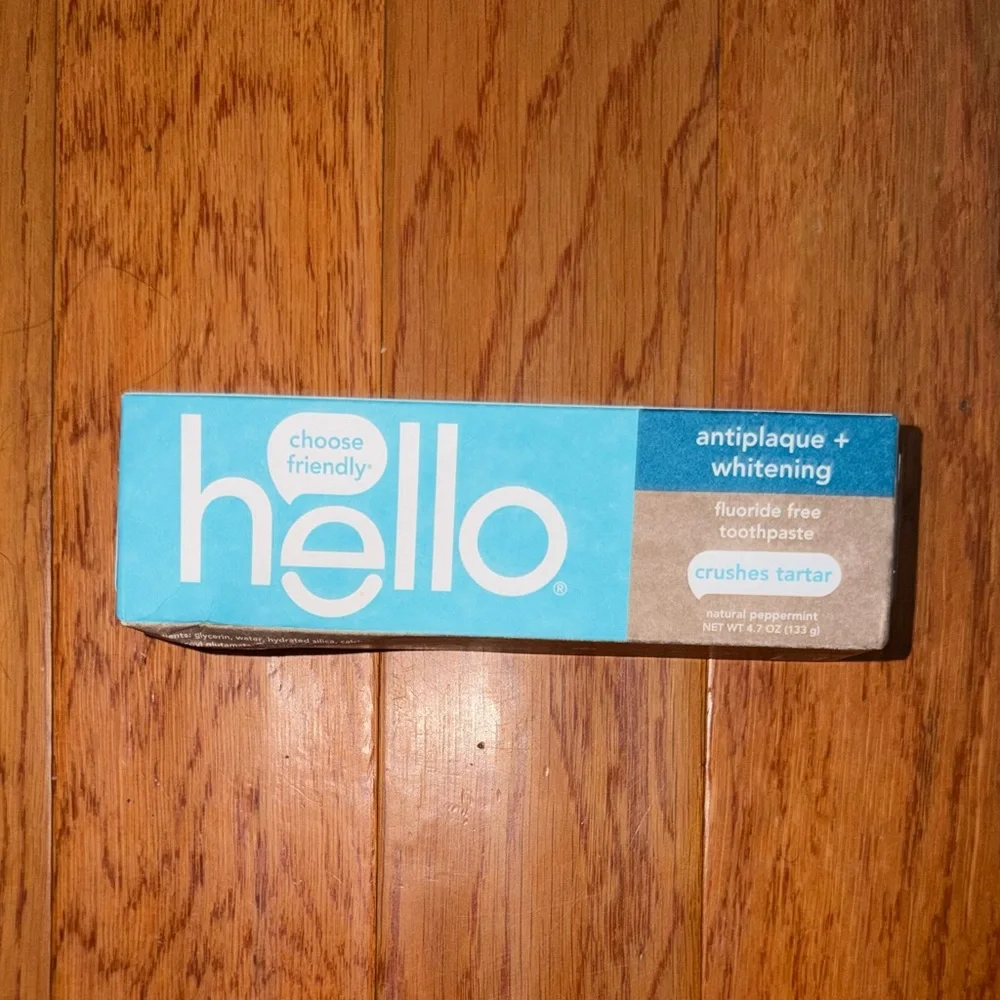 hello®
choose
friendly®
antiplaque +
whitening
fluoride free
toothpaste
crushes tartar
natural peppermint
NET WT 4.7 OZ (133 g)
glycerin, water, hydrated silica,